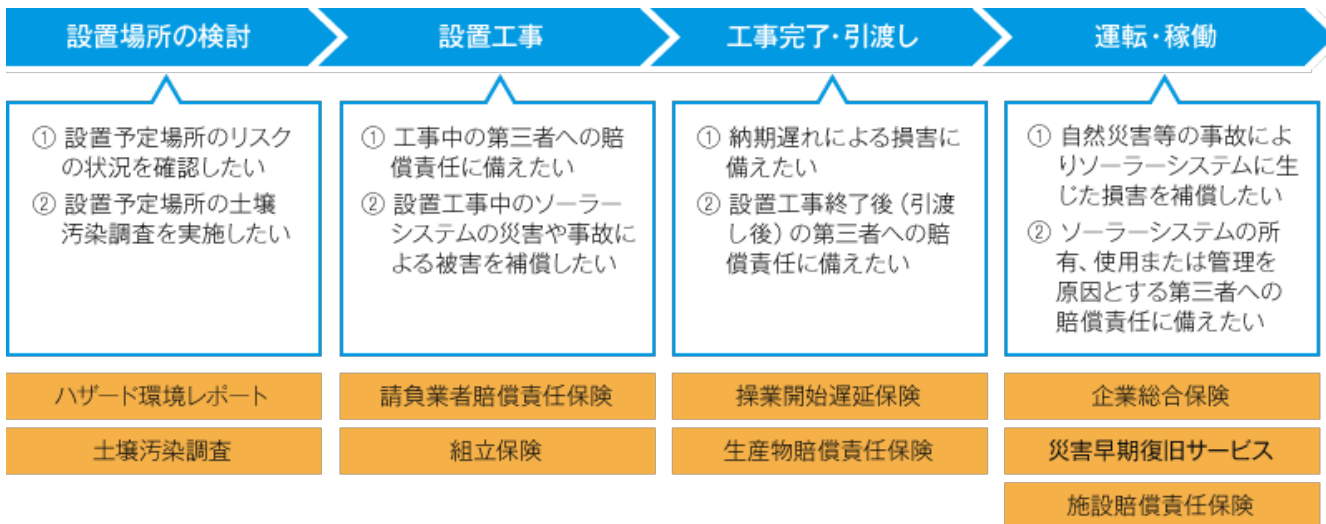 設置場所の検討
設置工事
工事完了・引渡し
運転・稼働
① 設置予定場所のリスク
の状況を確認したい
② 設置予定場所の土壌
汚染調査を実施したい
① 工事中の第三者への賠
償責任に備えたい
② 設置工事中のソーラー
システムの災害や事故に
よる被害を補償したい
① 納期遅れによる損害に
備えたい
② 設置工事終了後（引渡
し後）の第三者への賠
償責任に備えたい
① 自然災害等の事故によ
りソーラーシステムに生
じた損害を補償したい
② ソーラーシステムの所
有、使用または管理を
原因とする第三者への
賠償責任に備えたい
ハザード環境レポート
土壌汚染調査
請負業者賠償責任保険
組立保険
操業開始遅延保険
生産物賠償責任保険
企業総合保険
災害早期復旧サービス
施設賠償責任保険